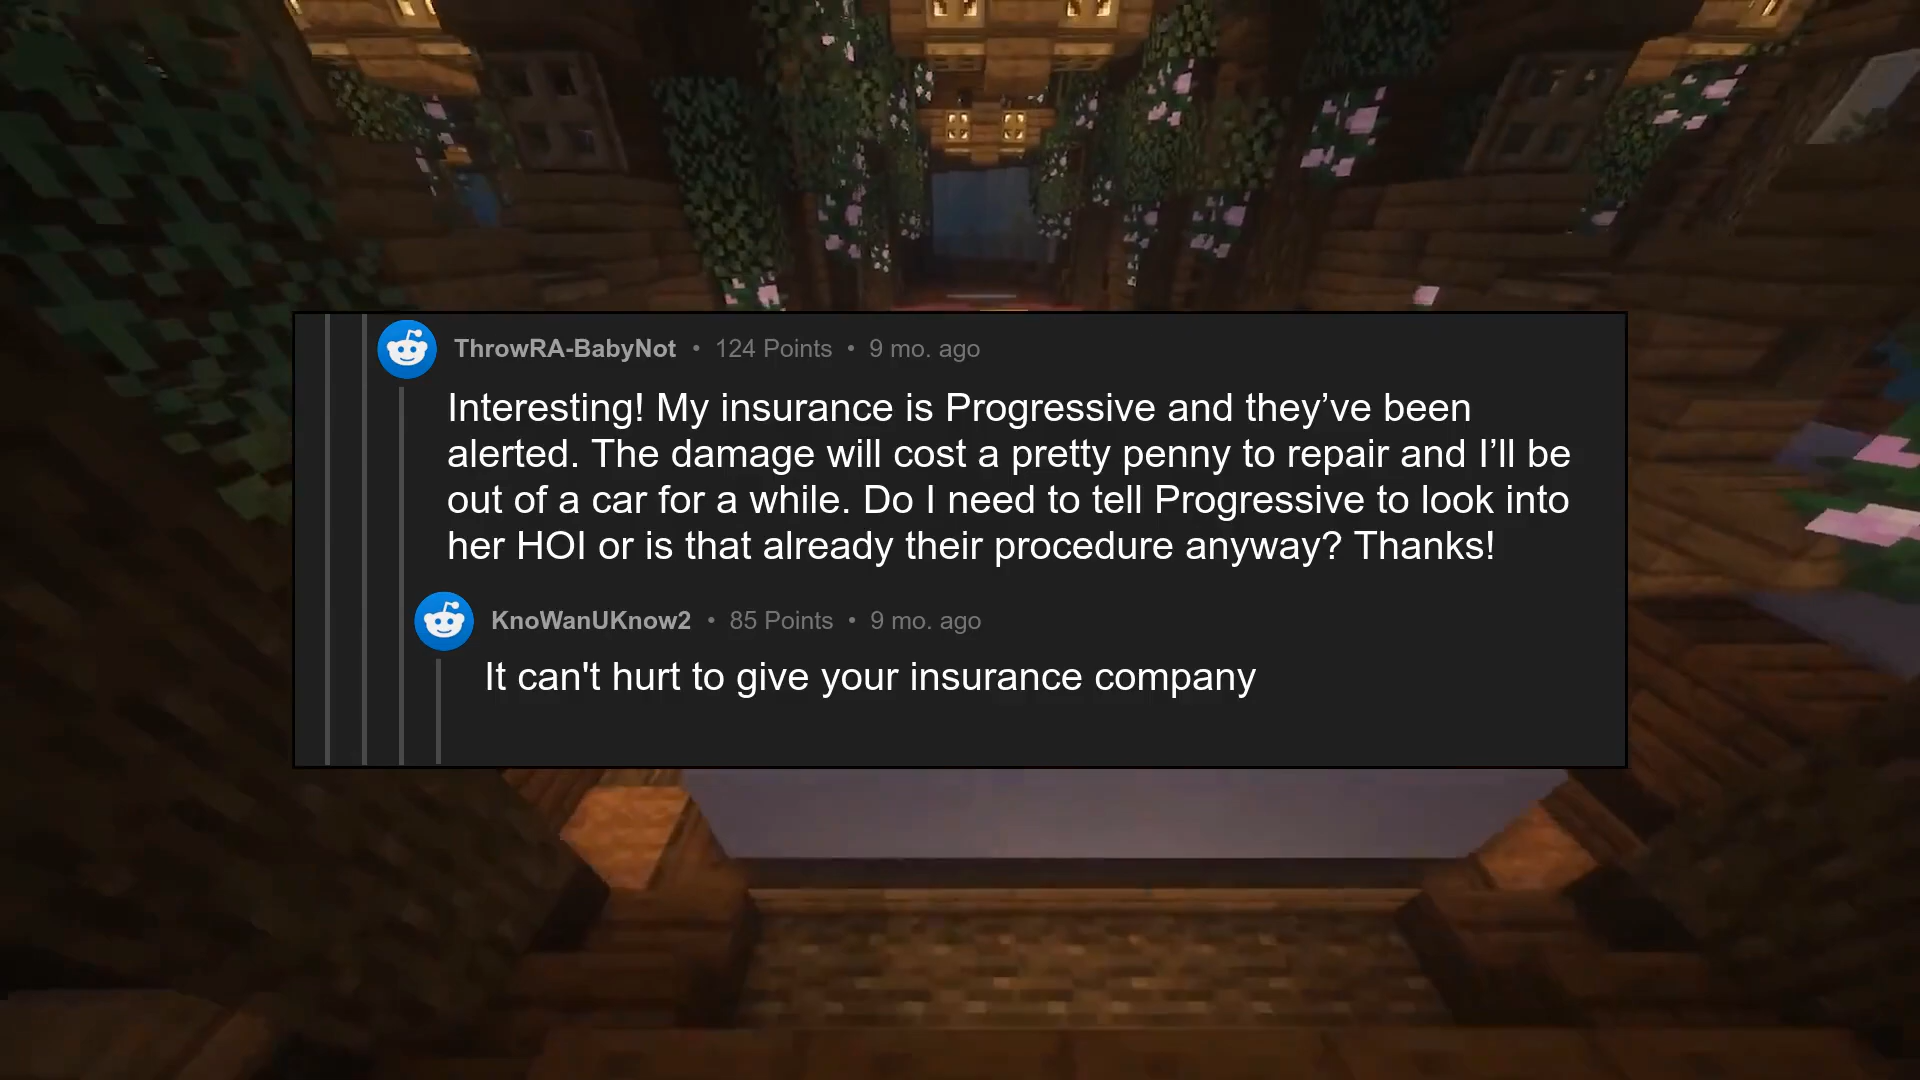 ThrowRA-BabyNot • 124 Points • 9 mo. ago
Interesting! My insurance is Progressive and they’ve been
alerted. The damage will cost a pretty penny to repair and I’ll be
out of a car for a while. Do I need to tell Progressive to look into
her HOI or is that already their procedure anyway? Thanks!
KnoWanUKnow2 • 85 Points • 9 mo. ago
It can't hurt to give your insurance company